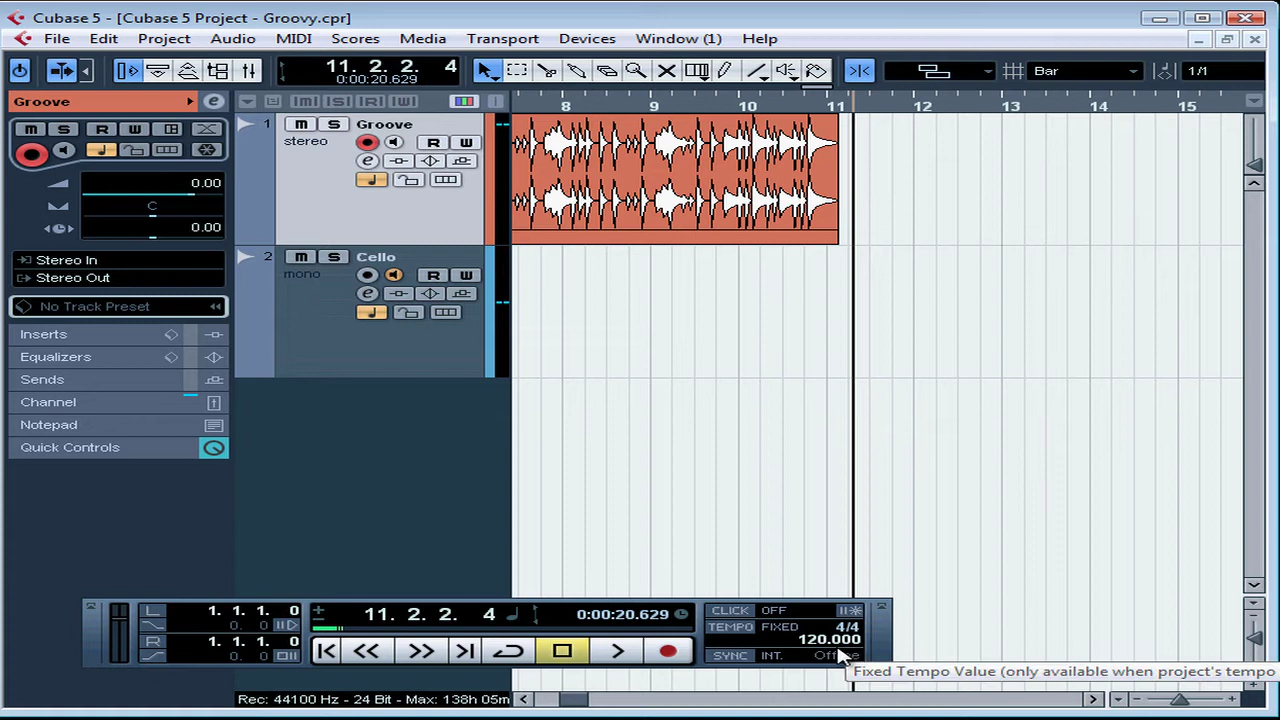 Cubase 5 - [Cubase 5 Project - Groovy.cpr]
File Edit Project Audio MIDI Scores Media Transport Devices Window (1) Help
11. 2. 2. 4
0:00:20.629
Bar
1/1
Groove
e
M S R W
0.00
C
0.00
Stereo In
Stereo Out
No Track Preset
Inserts
Equalizers
Sends
Channel
Notepad
Quick Controls
M S R W
1 m S Groove
stereo R W
e
2 m S Cello
mono R W
e
8 9 10 11 12 13 14 15
L 1. 1. 1. 0
0. 0
R 1. 1. 1. 0
0. 0
11. 2. 2. 4 0:00:20.629
CLICK OFF
TEMPO FIXED 4/4
120.000
SYNC INT.
Fixed Tempo Value (only available when project's tempo
Rec: 44100 Hz - 24 Bit - Max: 138h 05m